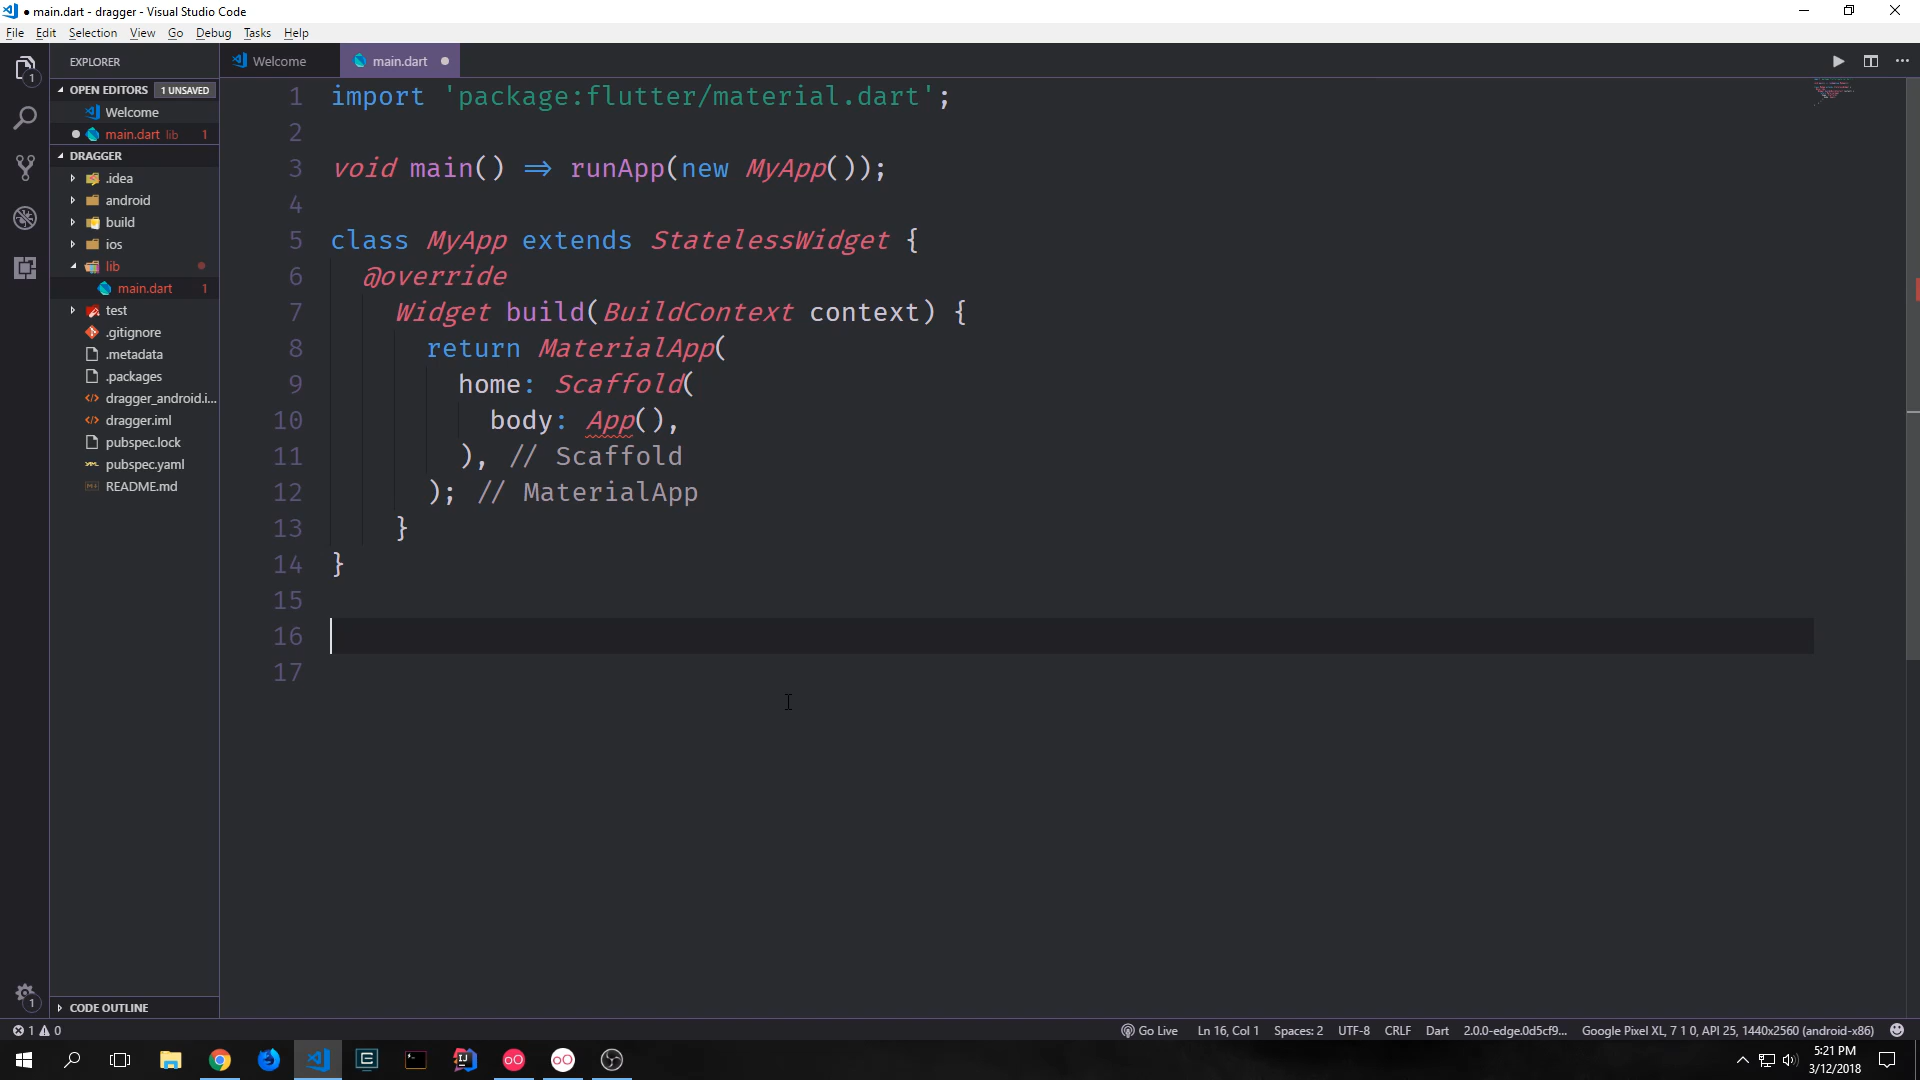 main.dart - dragger - Visual Studio Code
File Edit Selection View Go Debug Tasks Help
EXPLORER
Welcome
main.dart
OPEN EDITORS 1 UNSAVED
Welcome
main.dart lib 1
DRAGGER
.idea
android
build
ios
lib
main.dart 1
test
.gitignore
.metadata
.packages
dragger_android.i...
dragger.iml
pubspec.lock
pubspec.yaml
README.md
CODE OUTLINE
1 import 'package:flutter/material.dart';
2
3 void main() => runApp(new MyApp());
4
5 class MyApp extends StatelessWidget {
6 @override
7 Widget build(BuildContext context) {
8 return MaterialApp(
9 home: Scaffold(
10 body: App(),
11 ), // Scaffold
12 ); // MaterialApp
13 }
14 }
15
16
17
1
1
1 0
Go Live Ln 16, Col 1 Spaces: 2 UTF-8 CRLF Dart 2.0.0-edge.0d5cf9... Google Pixel XL, 7 1 0, API 25, 1440x2560 (android-x86)
5:21 PM
3/12/2018